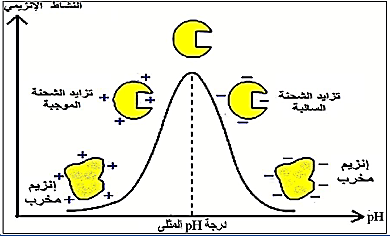 النشاط الإنزيمي
تزايد الشحنة
الموجبة
تزايد الشحنة
السالبة
إنزيم
مخرب
إنزيم
مخرب
درجة pH المثلى
pH